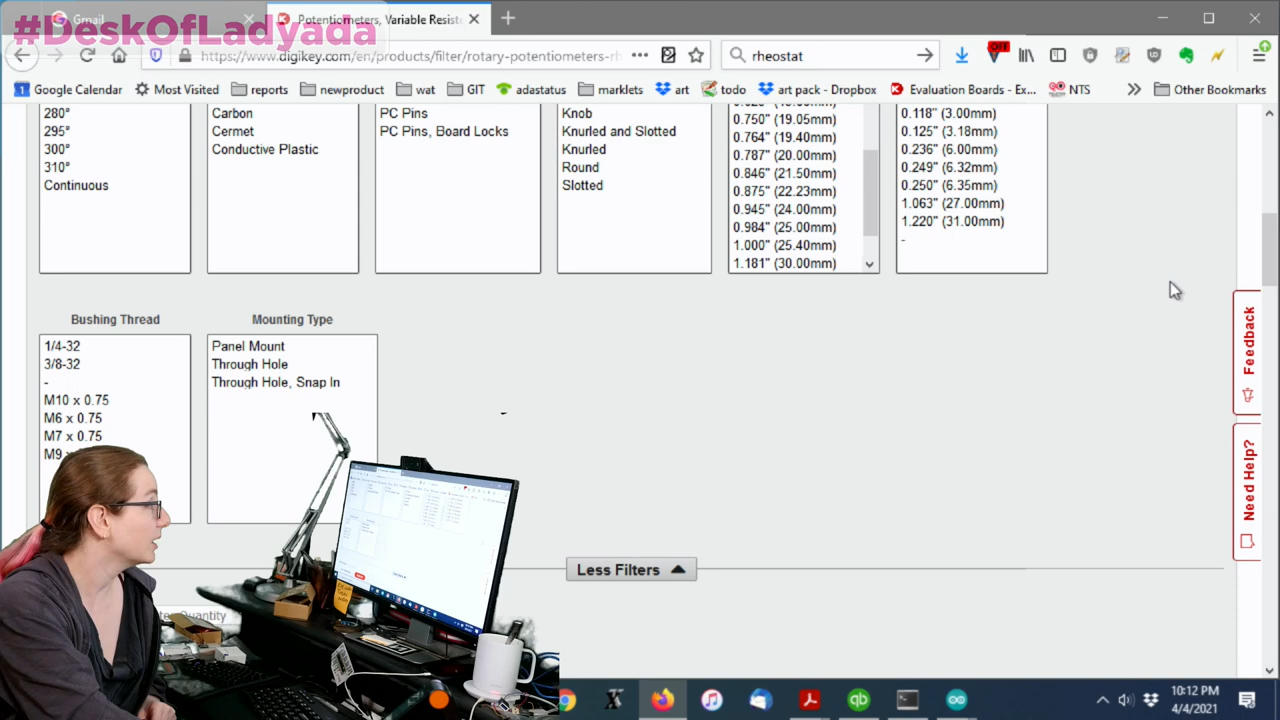 #DeskOfLadyada
Gmail
Potentiometers, Variable Resist
https://www.digikey.com/en/products/filter/rotary-potentiometers-rh
rheostat
OFF
Google Calendar
Most Visited
reports
newproduct
wat
GIT
adastatus
marklets
art
todo
art pack - Dropbox
Evaluation Boards - Ex...
NTS
Other Bookmarks
280°
295°
300°
310°
Continuous
Carbon
Cermet
Conductive Plastic
PC Pins
PC Pins, Board Locks
Knob
Knurled and Slotted
Knurled
Round
Slotted
0.750" (19.05mm)
0.764" (19.40mm)
0.787" (20.00mm)
0.846" (21.50mm)
0.875" (22.23mm)
0.945" (24.00mm)
0.984" (25.00mm)
1.000" (25.40mm)
1.181" (30.00mm)
0.118" (3.00mm)
0.125" (3.18mm)
0.236" (6.00mm)
0.249" (6.32mm)
0.250" (6.35mm)
1.063" (27.00mm)
1.220" (31.00mm)
-
Bushing Thread
1/4-32
3/8-32
-
M10 x 0.75
M6 x 0.75
M7 x 0.75
M9
Mounting Type
Panel Mount
Through Hole
Through Hole, Snap In
Less Filters
Quantity
Feedback
Need Help?
10:12 PM
4/4/2021